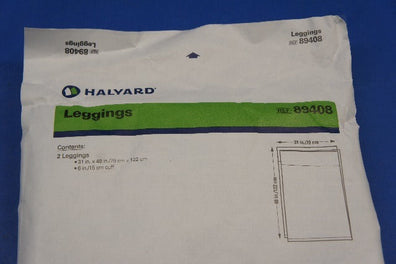 Leggings
REF 89408
Leggings
REF 89408
HALYARD
Leggings
REF 89408
Contents:
2 Leggings
• 31 in. x 48 in./79 cm x 122 cm
• 6 in./15 cm cuff
31 in./79 cm
48 in./122 cm